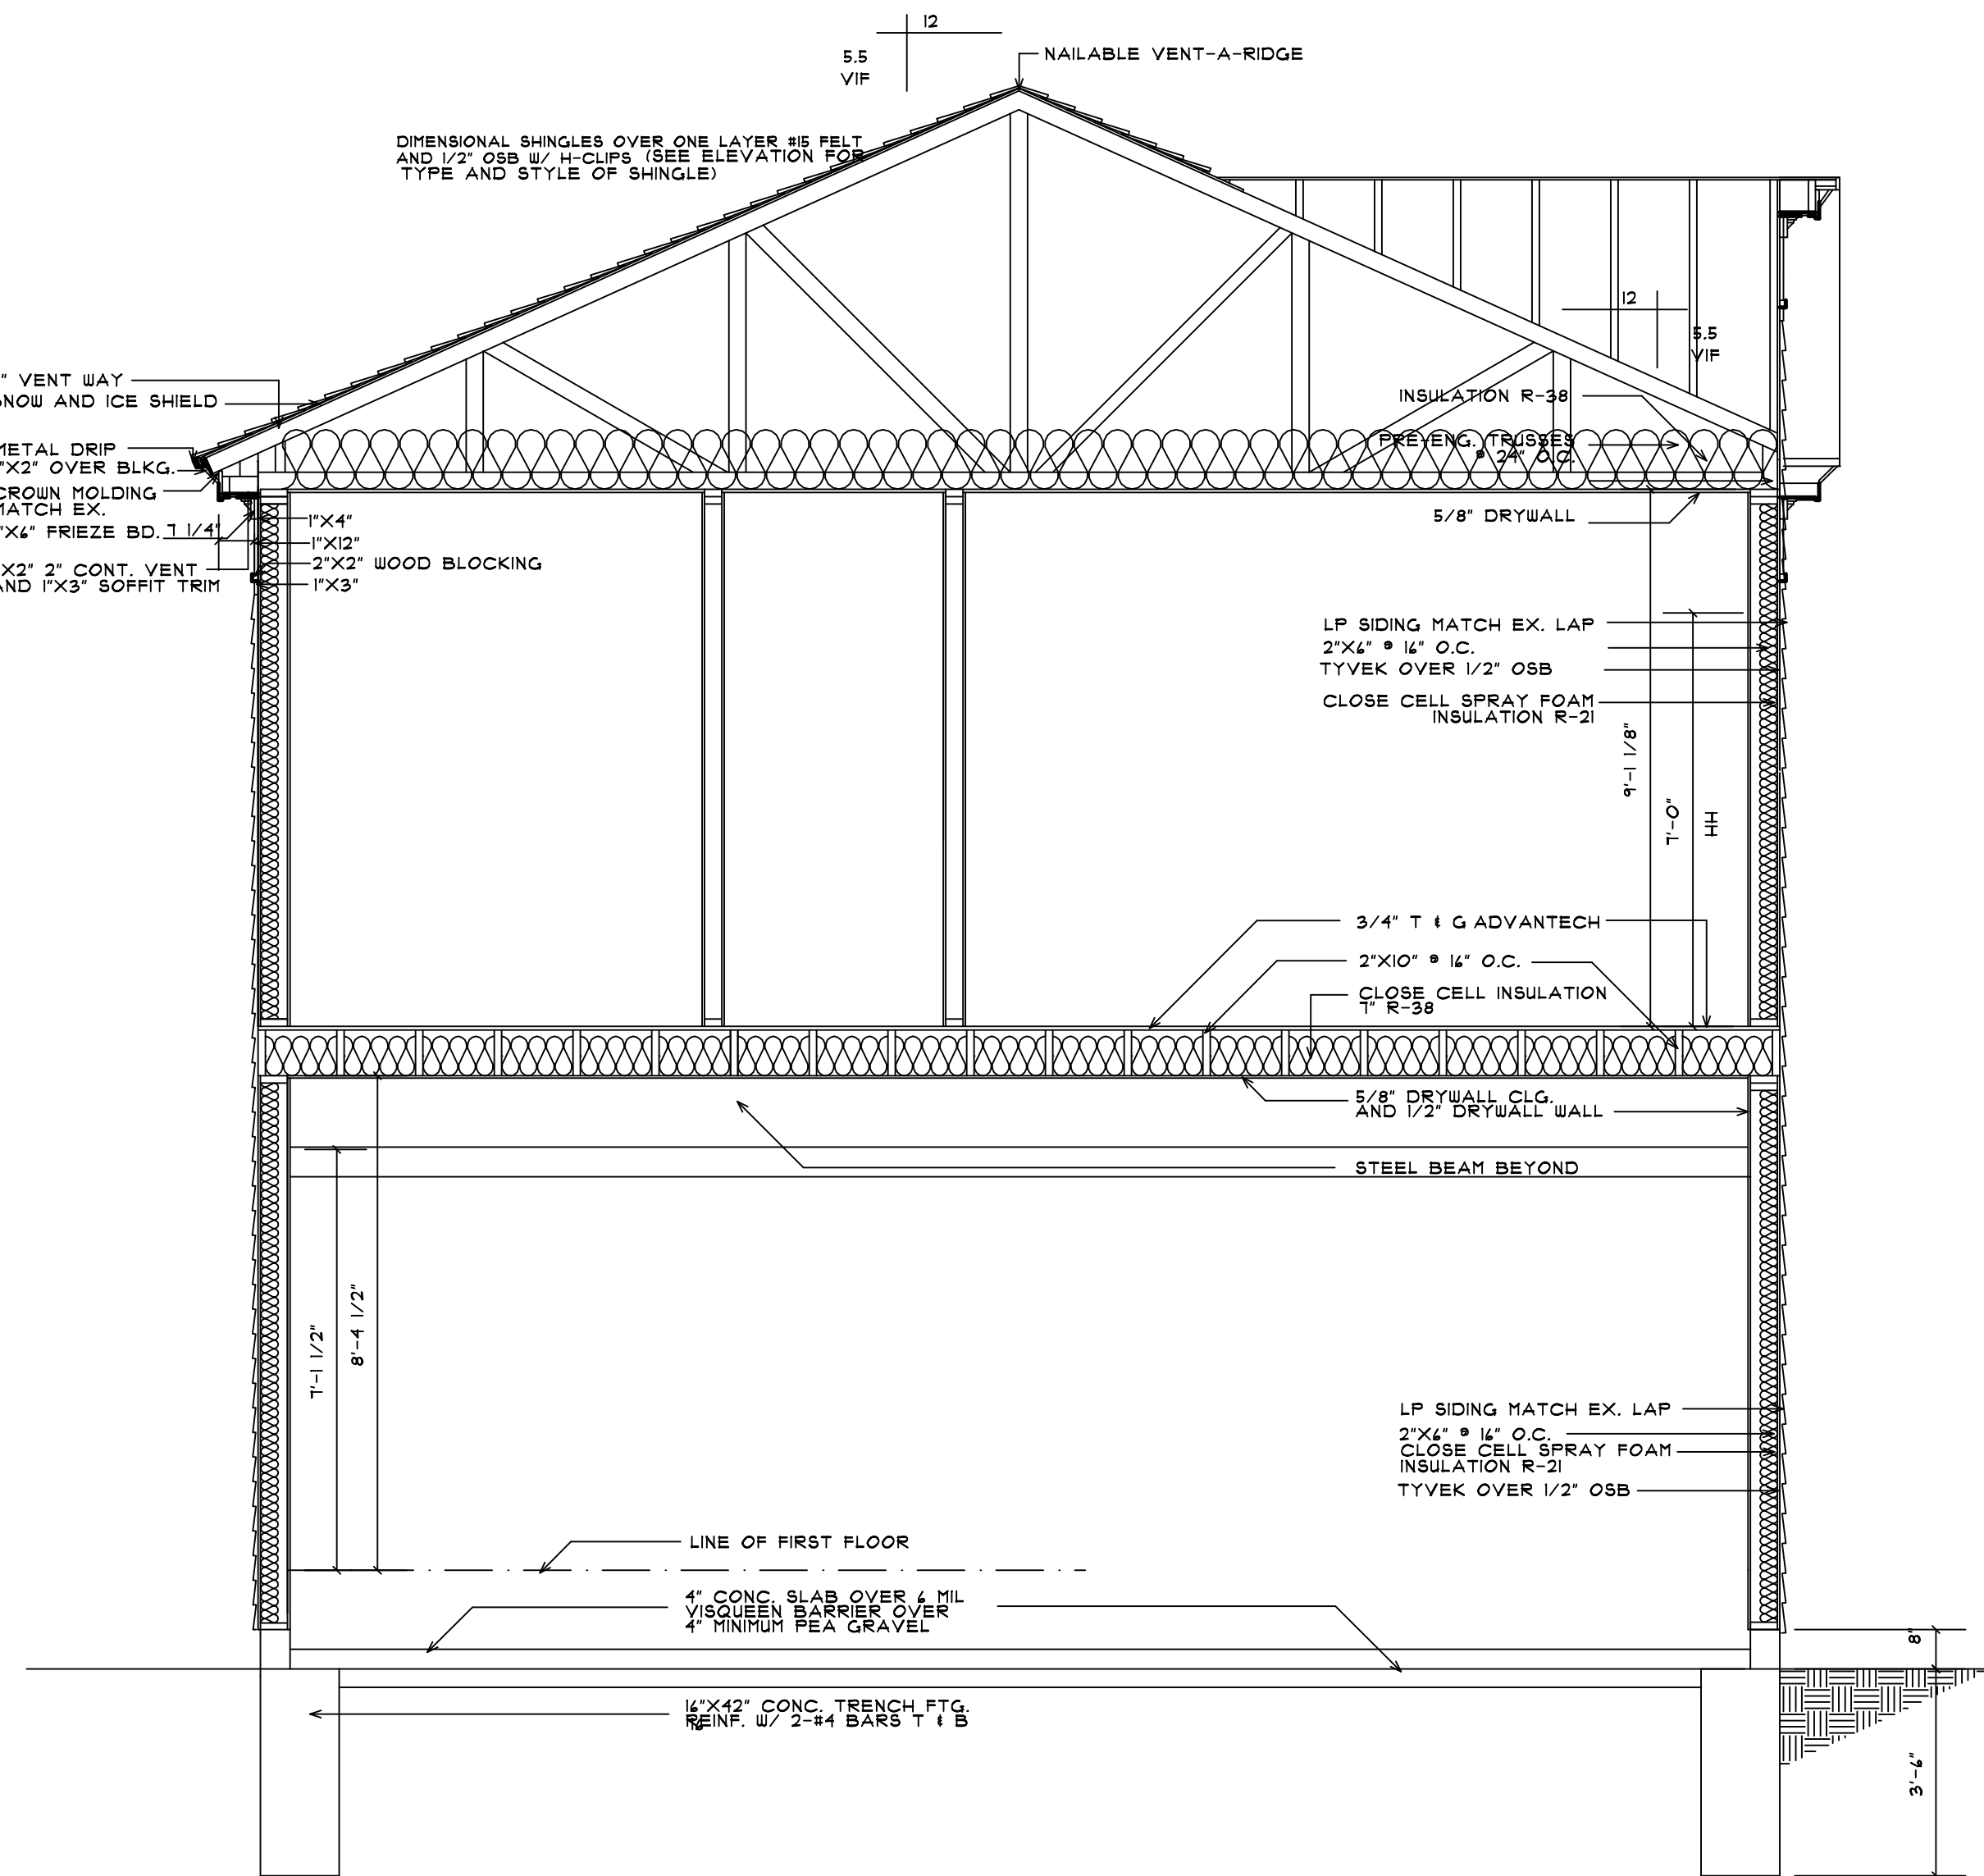 12
5.5
VIF
NAILABLE VENT-A-RIDGE
DIMENSIONAL SHINGLES OVER ONE LAYER #15 FELT
AND 1/2" OSB W/ H-CLIPS (SEE ELEVATION FOR
TYPE AND STYLE OF SHINGLE)
12
5.5
VIF
" VENT WAY
SNOW AND ICE SHIELD
METAL DRIP
"X2" OVER BLKG.
CROWN MOLDING
MATCH EX.
"X6" FRIEZE BD. 7 1/4"
X2" 2" CONT. VENT
AND 1"X3" SOFFIT TRIM
1"X4"
1"X12"
2"X2" WOOD BLOCKING
1"X3"
INSULATION R-38
PRE-ENG. TRUSSES
@ 24" O.C.
5/8" DRYWALL
LP SIDING MATCH EX. LAP
2"X6" @ 16" O.C.
TYVEK OVER 1/2" OSB
CLOSE CELL SPRAY FOAM
INSULATION R-21
9'-1 1/8"
7'-0"
HH
3/4" T & G ADVANTECH
2"X10" @ 16" O.C.
CLOSE CELL INSULATION
7" R-38
5/8" DRYWALL CLG.
AND 1/2" DRYWALL WALL
STEEL BEAM BEYOND
7'-1 1/2"
8'-4 1/2"
LP SIDING MATCH EX. LAP
2"X6" @ 16" O.C.
CLOSE CELL SPRAY FOAM
INSULATION R-21
TYVEK OVER 1/2" OSB
LINE OF FIRST FLOOR
4" CONC. SLAB OVER 6 MIL
VISQUEEN BARRIER OVER
4" MINIMUM PEA GRAVEL
8"
16"X42" CONC. TRENCH FTG.
REINF. W/ 2-#4 BARS T & B
3'-6"